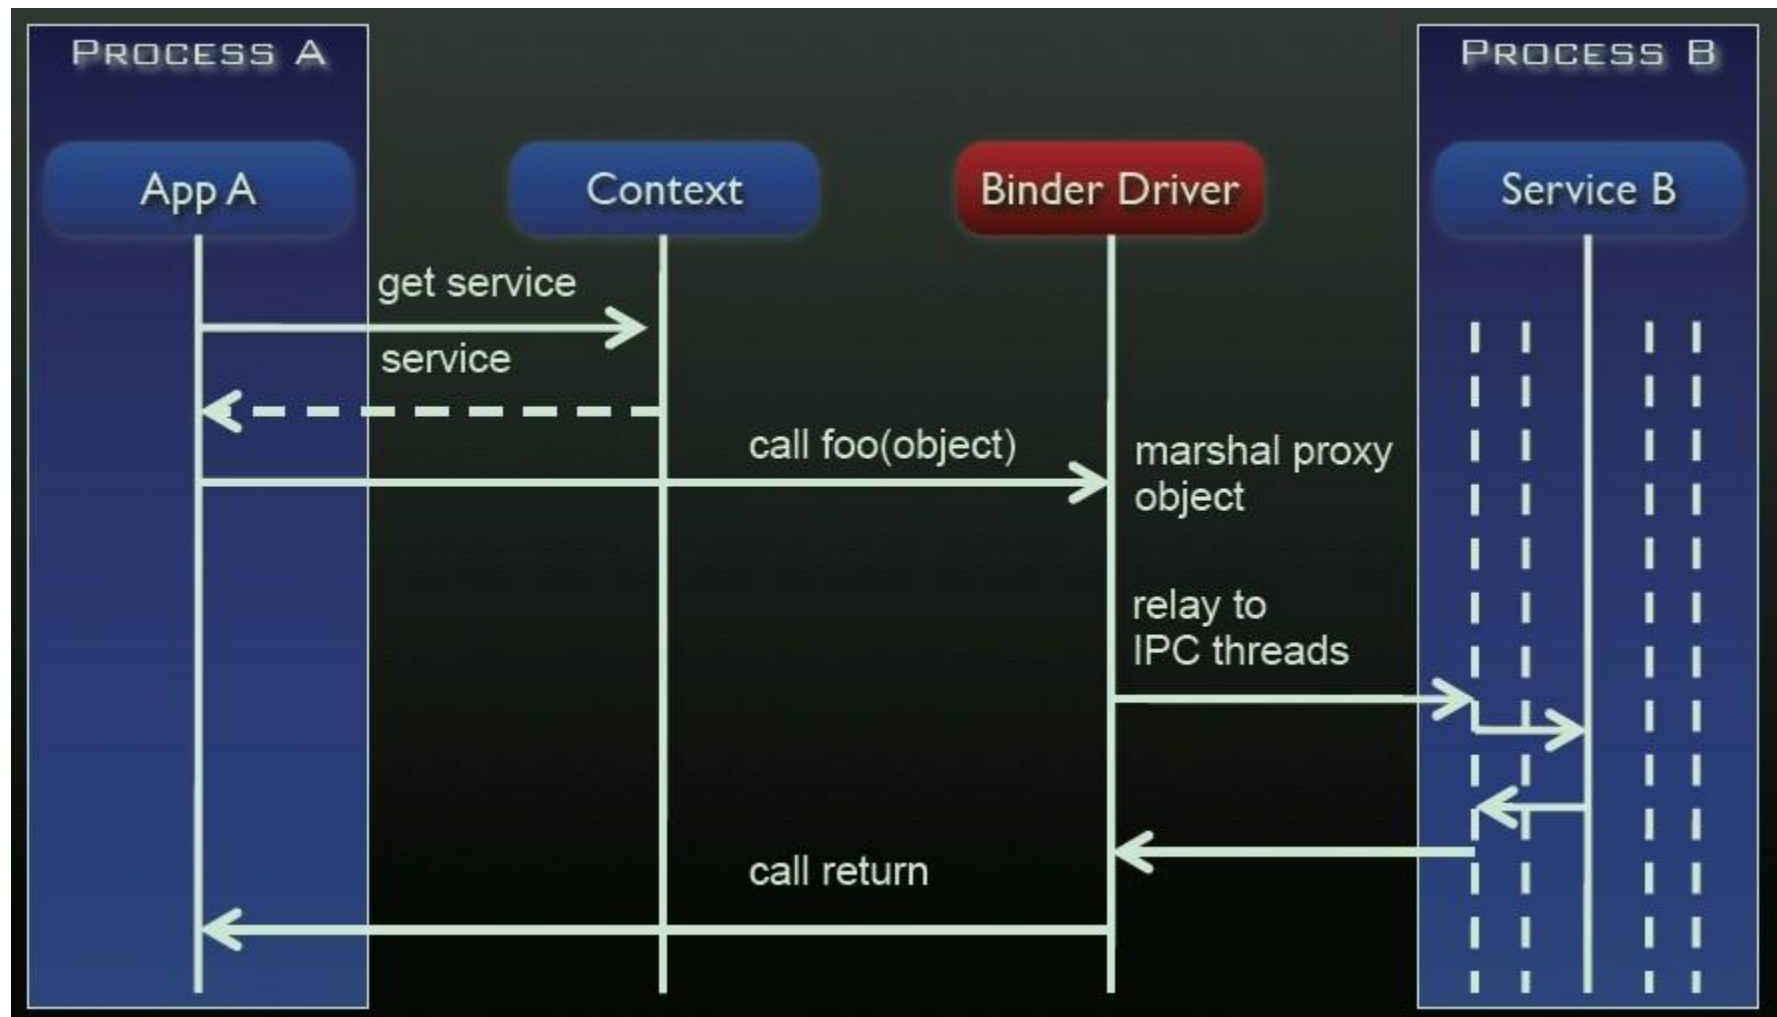 PROCESS A
PROCESS B
App A
Context
Binder Driver
Service B
get service
service
call foo(object)
marshal proxy
object
relay to
IPC threads
call return